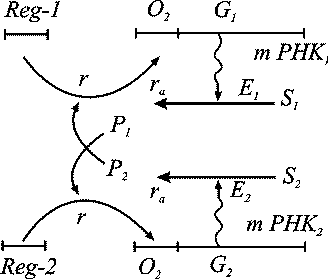 Reg-1 O₂ G₁
m PHK₁
r rₐ E₁ S₁
P₁
P₂
rₐ E₂ S₂
r m PHK₂
Reg-2 O₂ G₂